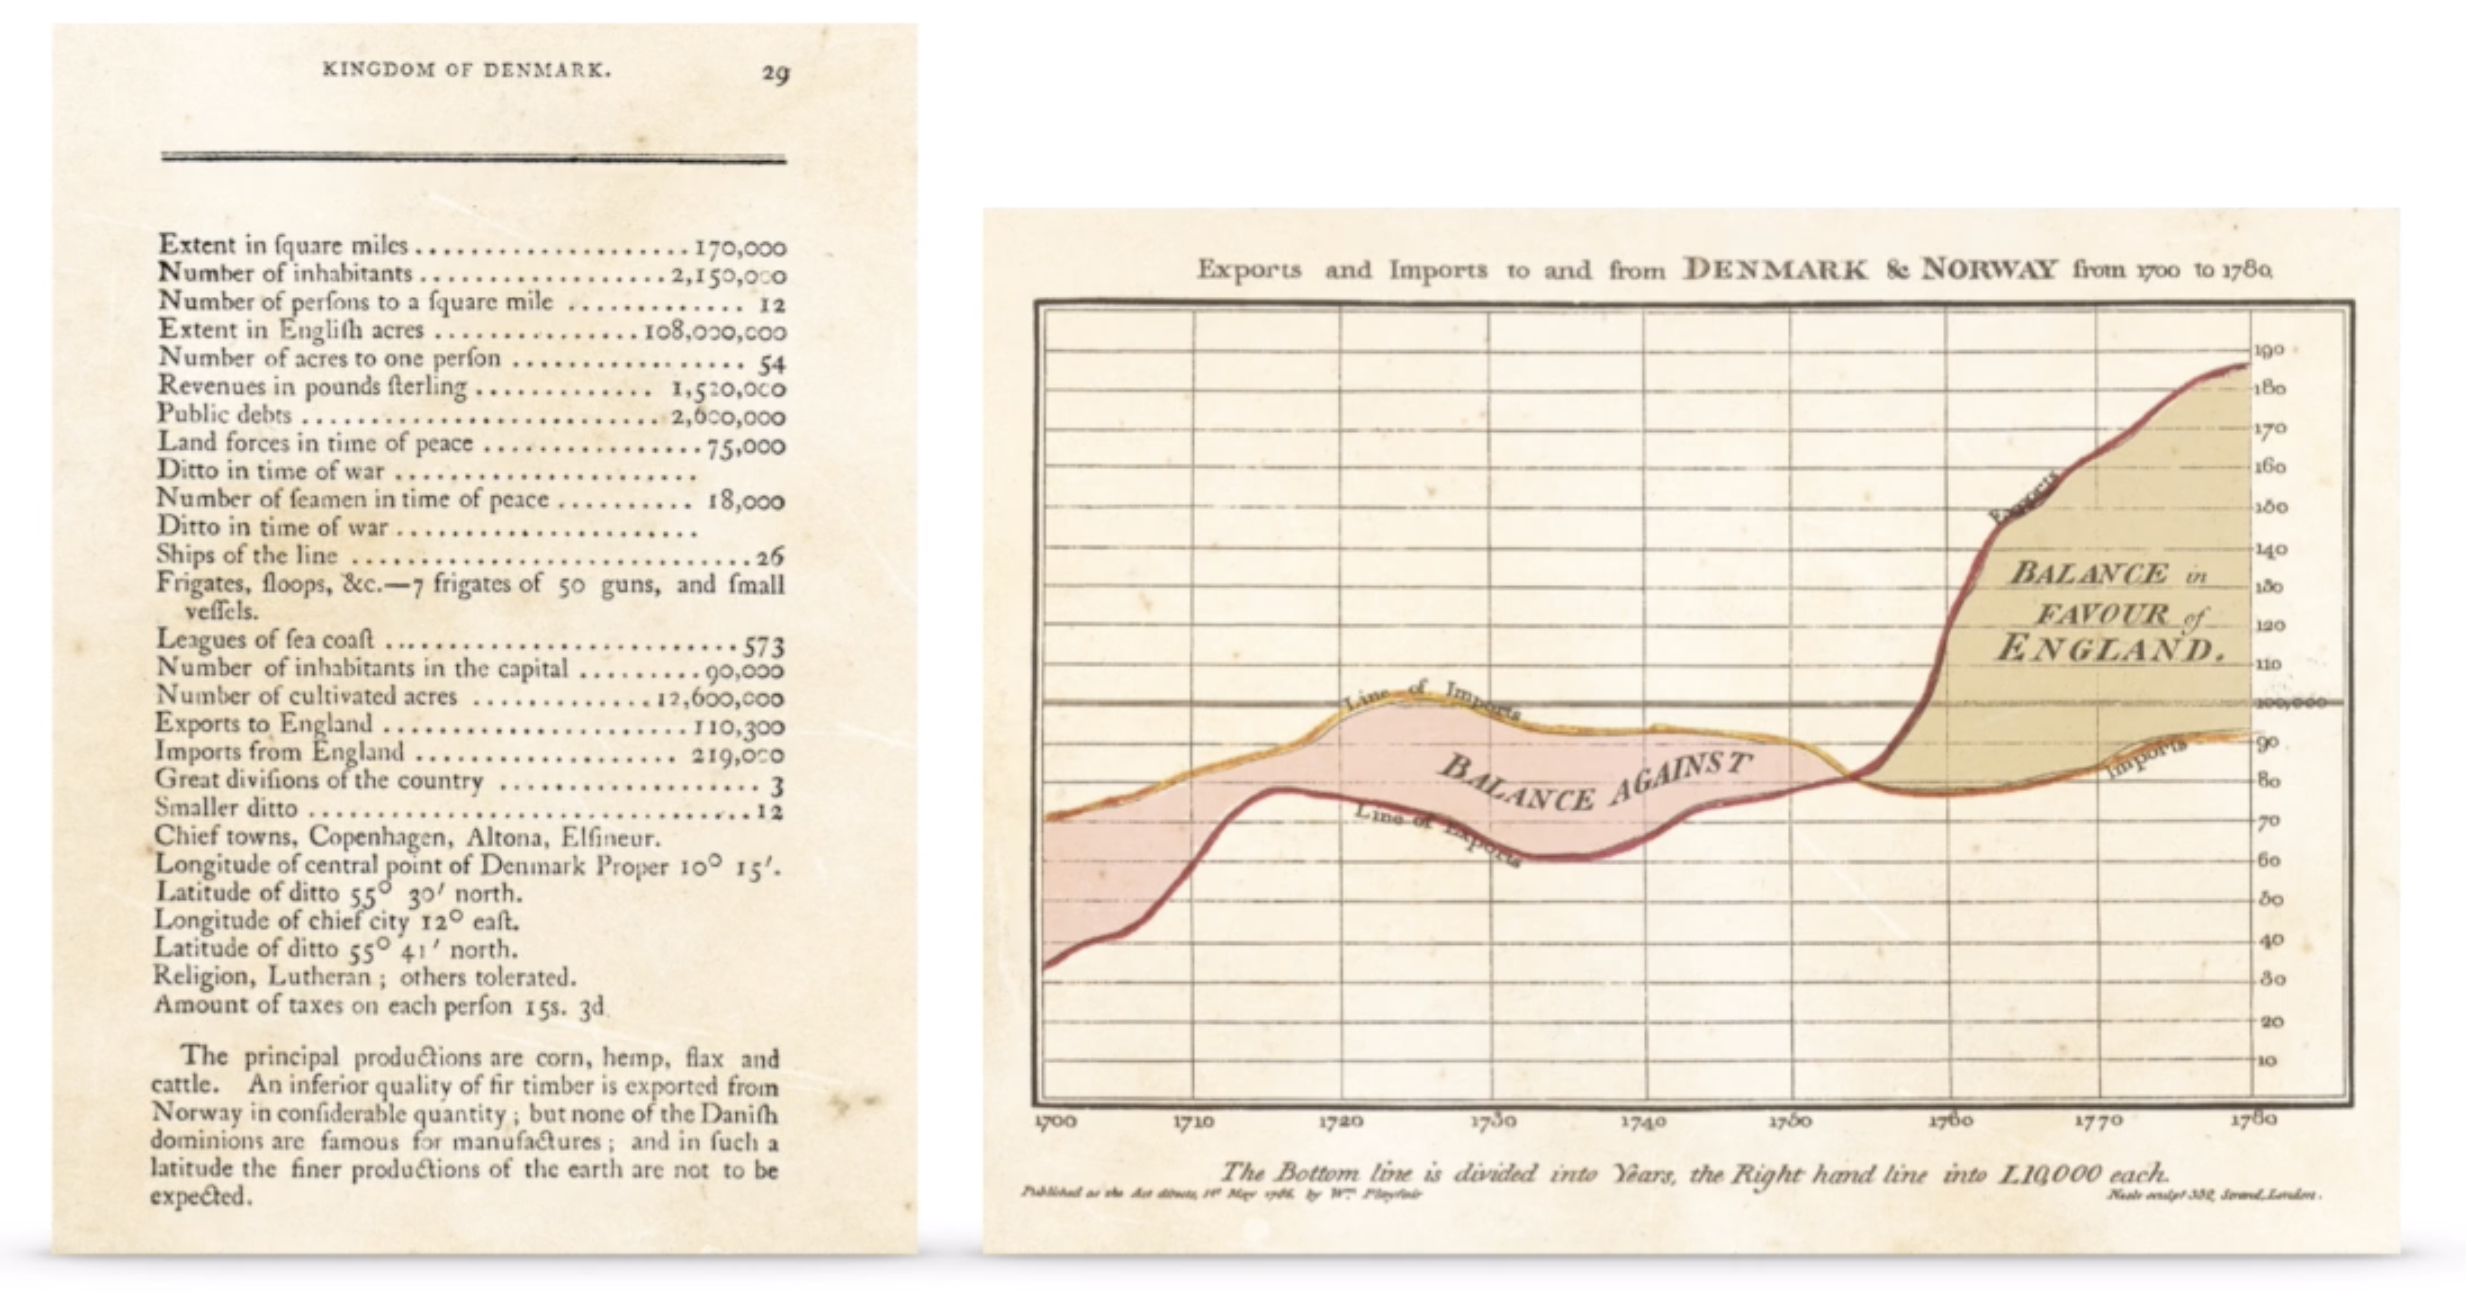 KINGDOM OF DENMARK. 29
Extent in ſquare miles .................... 170,000
Number of inhabitants .................. 2,150,000
Number of perſons to a ſquare mile ............. 12
Extent in Engliſh acres ............... 108,000,000
Number of acres to one perſon ................. 54
Revenues in pounds ſterling ............. 1,520,000
Public debts .......................... 2,600,000
Land forces in time of peace ................ 75,000
Ditto in time of war ......................
Number of ſeamen in time of peace .......... 18,000
Ditto in time of war ......................
Ships of the line ............................. 26
Frigates, ſloops, &c.—7 frigates of 50 guns, and ſmall
veſſels.
Leagues of ſea coaſt .......................... 573
Number of inhabitants in the capital ......... 90,000
Number of cultivated acres .............. 12,600,000
Exports to England ....................... 110,300
Imports from England ................... 219,000
Great diviſions of the country ................... 3
Smaller ditto ................................. 12
Chief towns, Copenhagen, Altona, Elſineur.
Longitude of central point of Denmark Proper 10° 15′.
Latitude of ditto 55° 30′ north.
Longitude of chief city 12° eaſt.
Latitude of ditto 55° 41′ north.
Religion, Lutheran ; others tolerated.
Amount of taxes on each perſon 15s. 3d.
The principal productions are corn, hemp, flax and
cattle. An inferior quality of fir timber is exported from
Norway in conſiderable quantity ; but none of the Daniſh
dominions are famous for manufactures ; and in ſuch a
latitude the finer productions of the earth are not to be
expected.
Exports and Imports to and from DENMARK & NORWAY from 1700 to 1780,
190
180
170
160
150
140
130
120
110
100,000
90
80
70
60
50
40
30
20
10
Exports
BALANCE in
FAVOUR of
ENGLAND.
Line of Imports
Imports
BALANCE AGAINST
Line of Exports
1700 1710 1720 1730 1740 1750 1760 1770 1780
The Bottom line is divided into Years, the Right hand line into L10,000 each.
Published as the Act directs, 1st May 1786, by Wm Playfair
Neele sculpt 352, Strand, London.